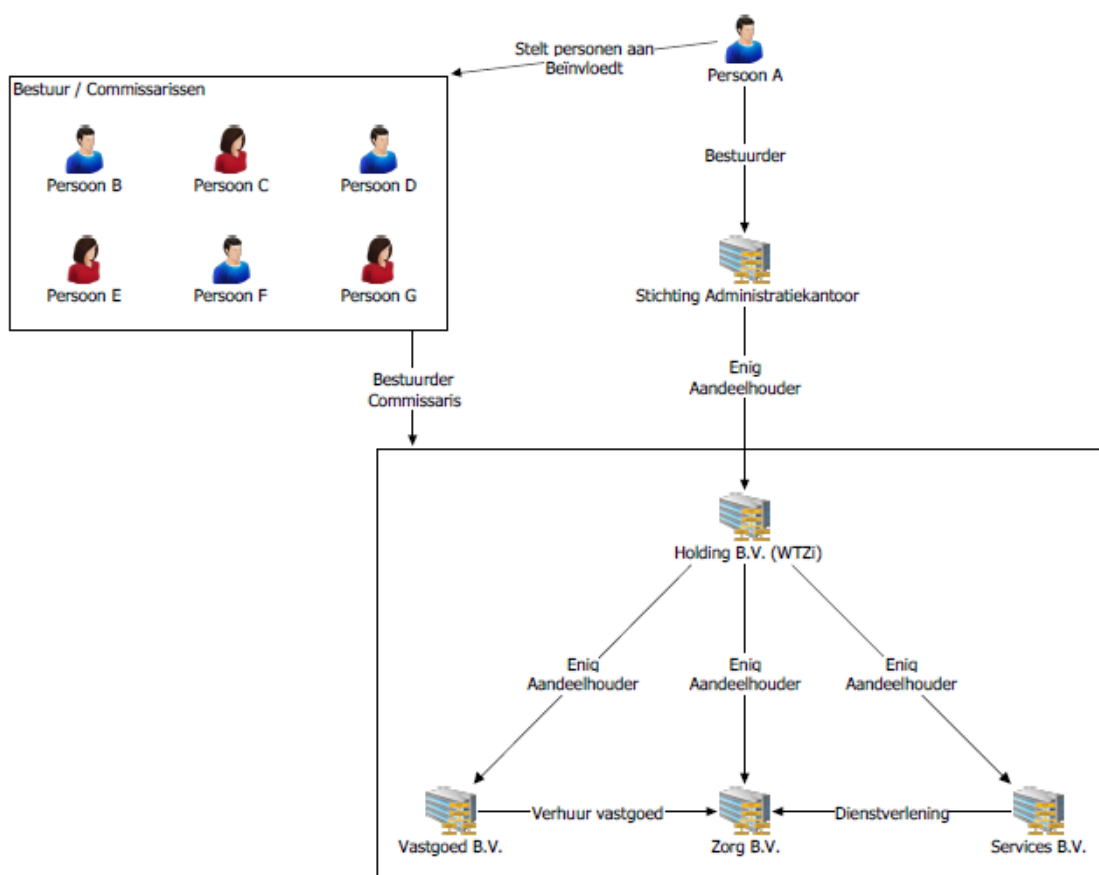 Stelt personen aan
Beïnvloedt
Persoon A
Bestuur / Commissarissen
Persoon B
Persoon C
Persoon D
Bestuurder
Persoon E
Persoon F
Persoon G
Stichting Administratiekantoor
Bestuurder
Commissaris
Enig
Aandeelhouder
Holding B.V. (WTZi)
Enig
Aandeelhouder
Enig
Aandeelhouder
Enig
Aandeelhouder
Verhuur vastgoed
Dienstverlening
Vastgoed B.V.
Zorg B.V.
Services B.V.